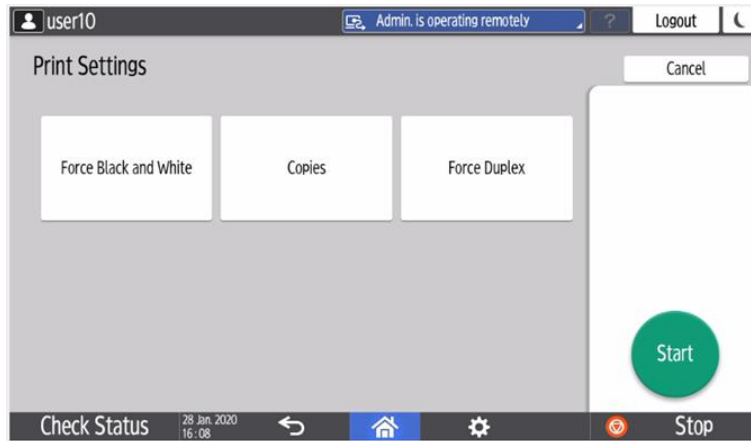 user10
Admin. is operating remotely
?
Logout
Print Settings
Cancel
Force Black and White
Copies
Force Duplex
Start
Check Status
28 Jan. 2020
16:08
Stop